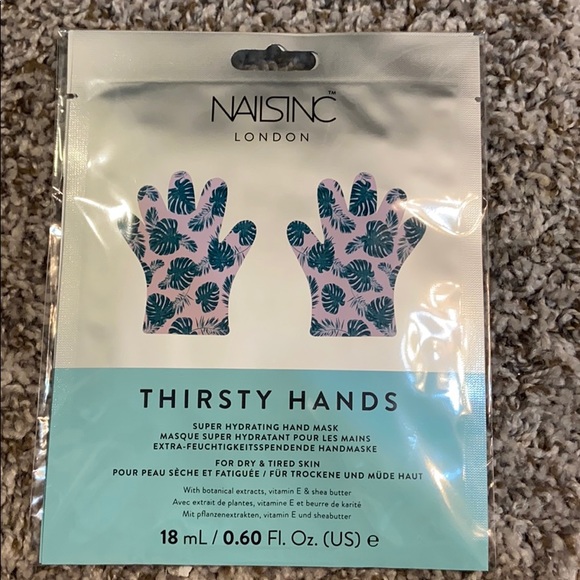 NAILSINC™
LONDON
THIRSTY HANDS
SUPER HYDRATING HAND MASK
MASQUE SUPER HYDRATANT POUR LES MAINS
EXTRA-FEUCHTIGKEITSSPENDENDE HANDMASKE
FOR DRY & TIRED SKIN
POUR PEAU SÈCHE ET FATIGUÉE / FÜR TROCKENE UND MÜDE HAUT
With botanical extracts, vitamin E & shea butter
Avec extrait de plantes, vitamine E et beurre de karité
Mit pflanzenextrakten, vitamin E und sheabutter
18 mL / 0.60 Fl. Oz. (US) ℮